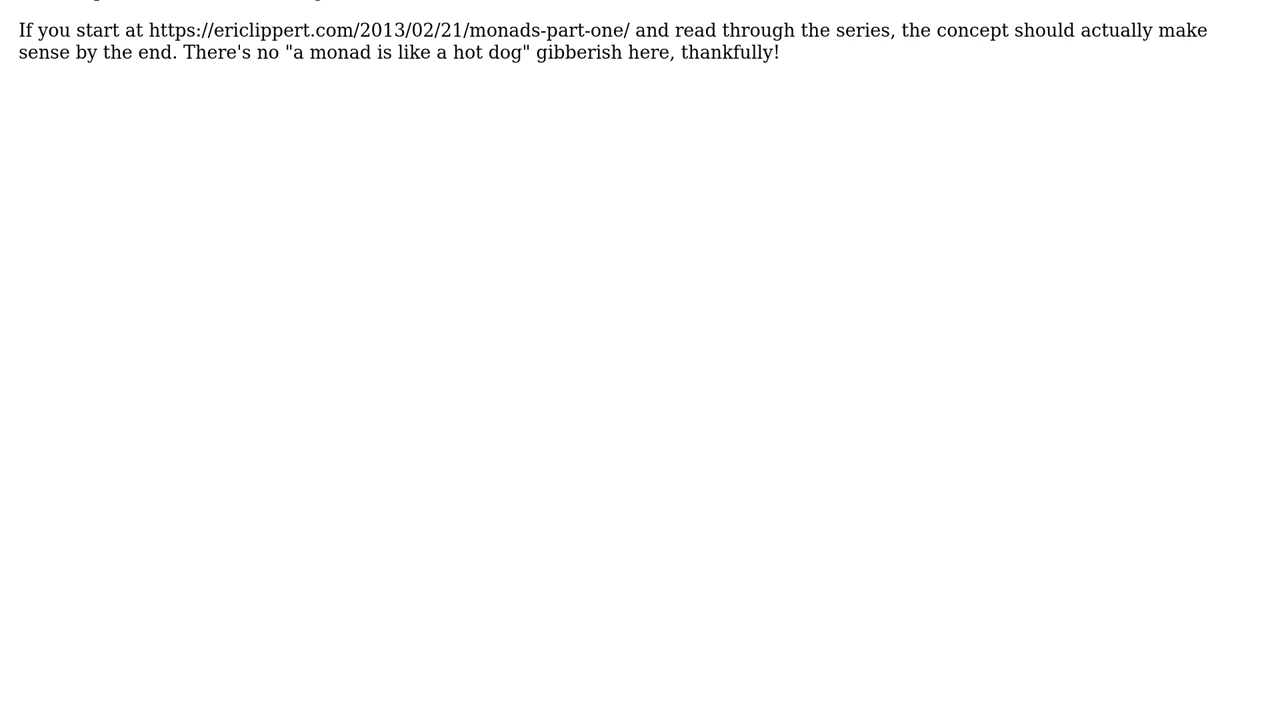 If you start at https://ericlippert.com/2013/02/21/monads-part-one/ and read through the series, the concept should actually make
sense by the end. There's no "a monad is like a hot dog" gibberish here, thankfully!